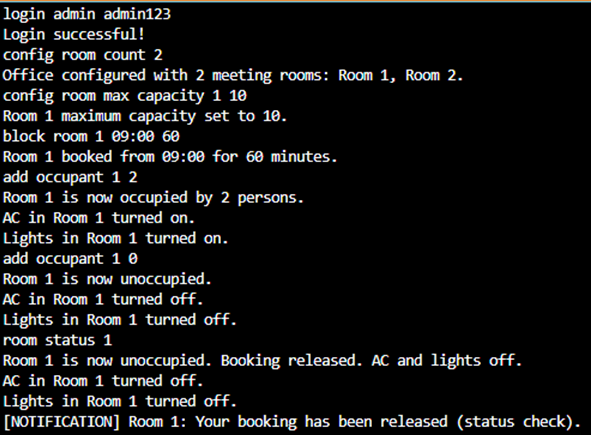 login admin admin123
Login successful!
config room count 2
Office configured with 2 meeting rooms: Room 1, Room 2.
config room max capacity 1 10
Room 1 maximum capacity set to 10.
block room 1 09:00 60
Room 1 booked from 09:00 for 60 minutes.
add occupant 1 2
Room 1 is now occupied by 2 persons.
AC in Room 1 turned on.
Lights in Room 1 turned on.
add occupant 1 0
Room 1 is now unoccupied.
AC in Room 1 turned off.
Lights in Room 1 turned off.
room status 1
Room 1 is now unoccupied. Booking released. AC and lights off.
AC in Room 1 turned off.
Lights in Room 1 turned off.
[NOTIFICATION] Room 1: Your booking has been released (status check).